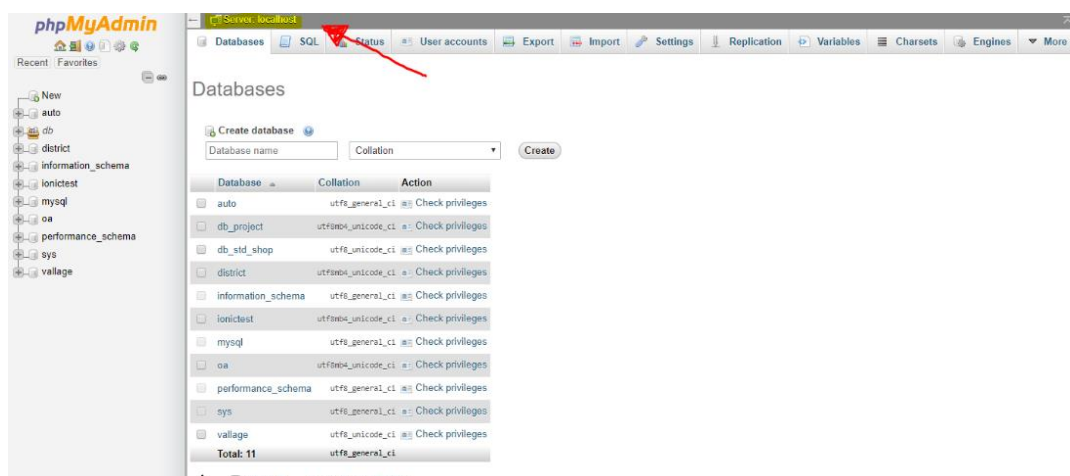 phpMyAdmin
Recent Favorites
New
auto
db
district
information_schema
ionictest
mysql
oa
performance_schema
sys
vallage
Server: localhost
Databases SQL Status User accounts Export Import Settings Replication Variables Charsets Engines More
Databases
Create database
Database name Collation Create
Database Collation Action
auto utf8_general_ci Check privileges
db_project utf8mb4_unicode_ci Check privileges
db_std_shop utf8_unicode_ci Check privileges
district utf8mb4_unicode_ci Check privileges
information_schema utf8_general_ci Check privileges
ionictest utf8mb4_unicode_ci Check privileges
mysql utf8_general_ci Check privileges
oa utf8mb4_unicode_ci Check privileges
performance_schema utf8_general_ci Check privileges
sys utf8_general_ci Check privileges
vallage utf8_unicode_ci Check privileges
Total: 11 utf8_general_ci